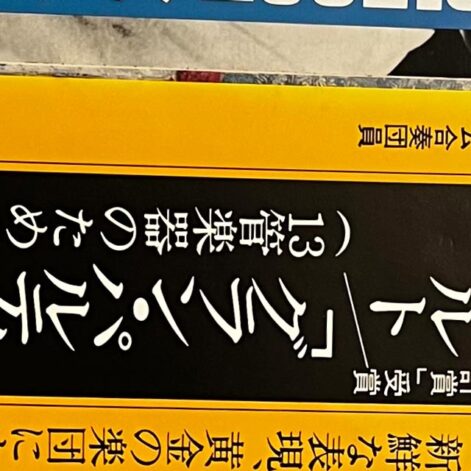 新鮮な表現、黄金の楽団に
賞」受賞
ルト／「グラン・パルテ
(13管楽器のため
ム合奏団員